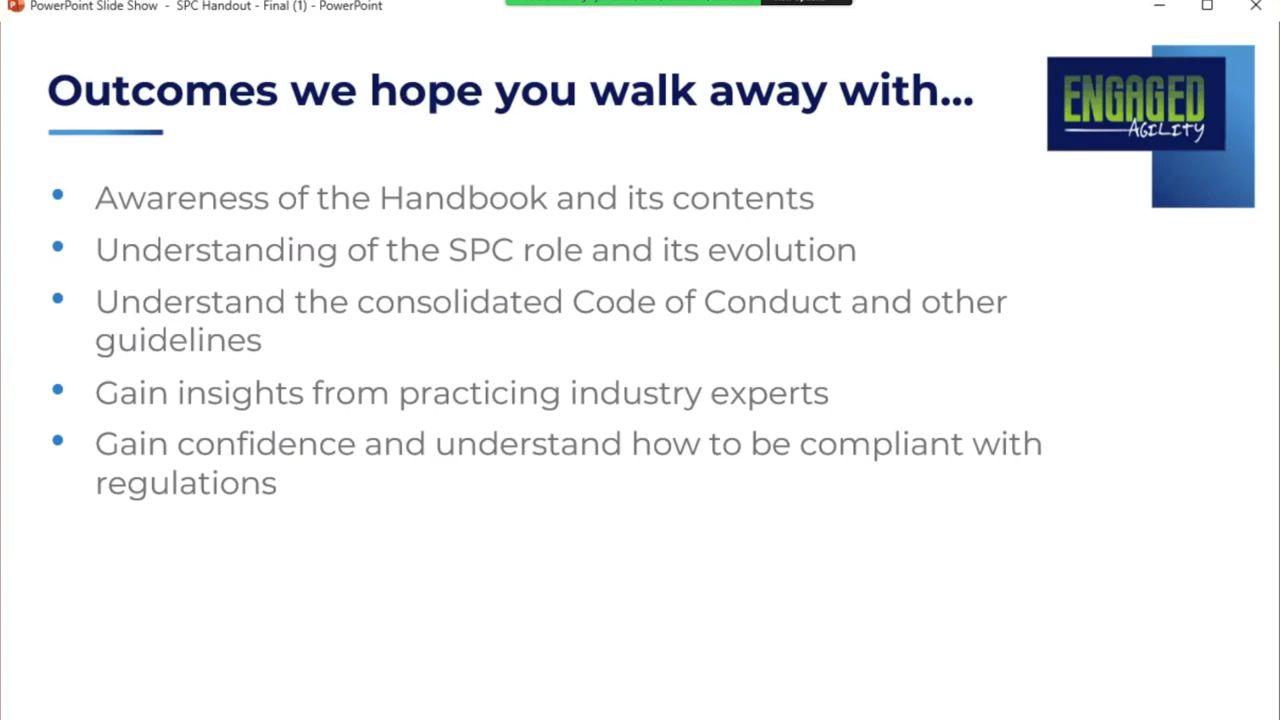 PowerPoint Slide Show - SPC Handout - Final (1) - PowerPoint
Outcomes we hope you walk away with...
ENGAGED
AGILITY
• Awareness of the Handbook and its contents
• Understanding of the SPC role and its evolution
• Understand the consolidated Code of Conduct and other
guidelines
• Gain insights from practicing industry experts
• Gain confidence and understand how to be compliant with
regulations